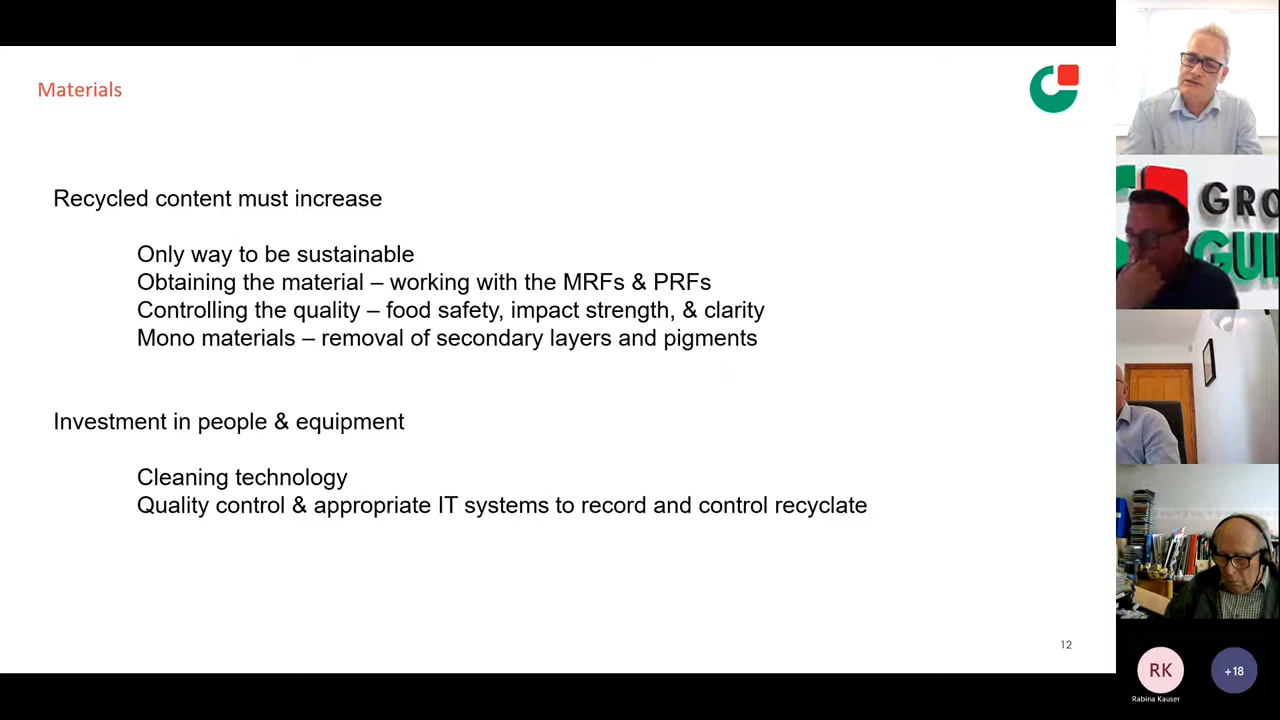 Materials
Recycled content must increase
Only way to be sustainable
Obtaining the material – working with the MRFs & PRFs
Controlling the quality – food safety, impact strength, & clarity
Mono materials – removal of secondary layers and pigments
Investment in people & equipment
Cleaning technology
Quality control & appropriate IT systems to record and control recyclate
12
GRO
GUI
RK
+18
Rabina Kauser